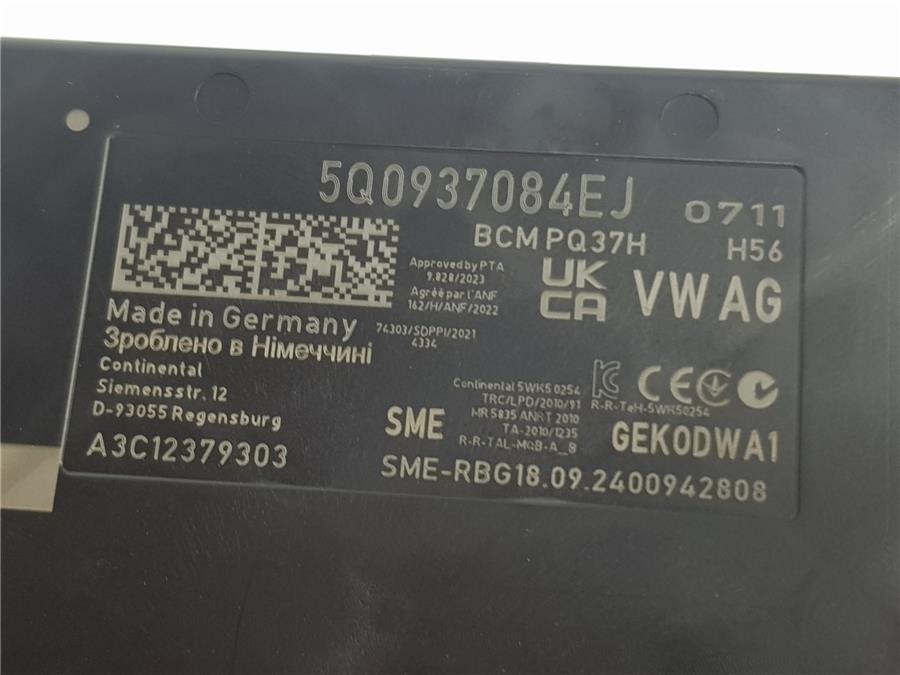 5Q0937084EJ 0711
BCM PQ37H H56
Approved by PTA
9.828/2023
Agréé par l'ANF
162/H/ANF/2022
UK
CA
VW AG
Made in Germany
Зроблено в Німеччині
74303/SDPPI/2021
4334
Continental
Siemensstr. 12
D-93055 Regensburg
A3C12379303
SME
Continental 5WK50254
TRC/LPD/2010/91
MR 5835 ANRT 2010
TA-2010/1235
R-R-TAL-MQB-A_B
CE
R-R-TeH-5WK50254
GEKODWA1
SME-RBG18.09.2400942808